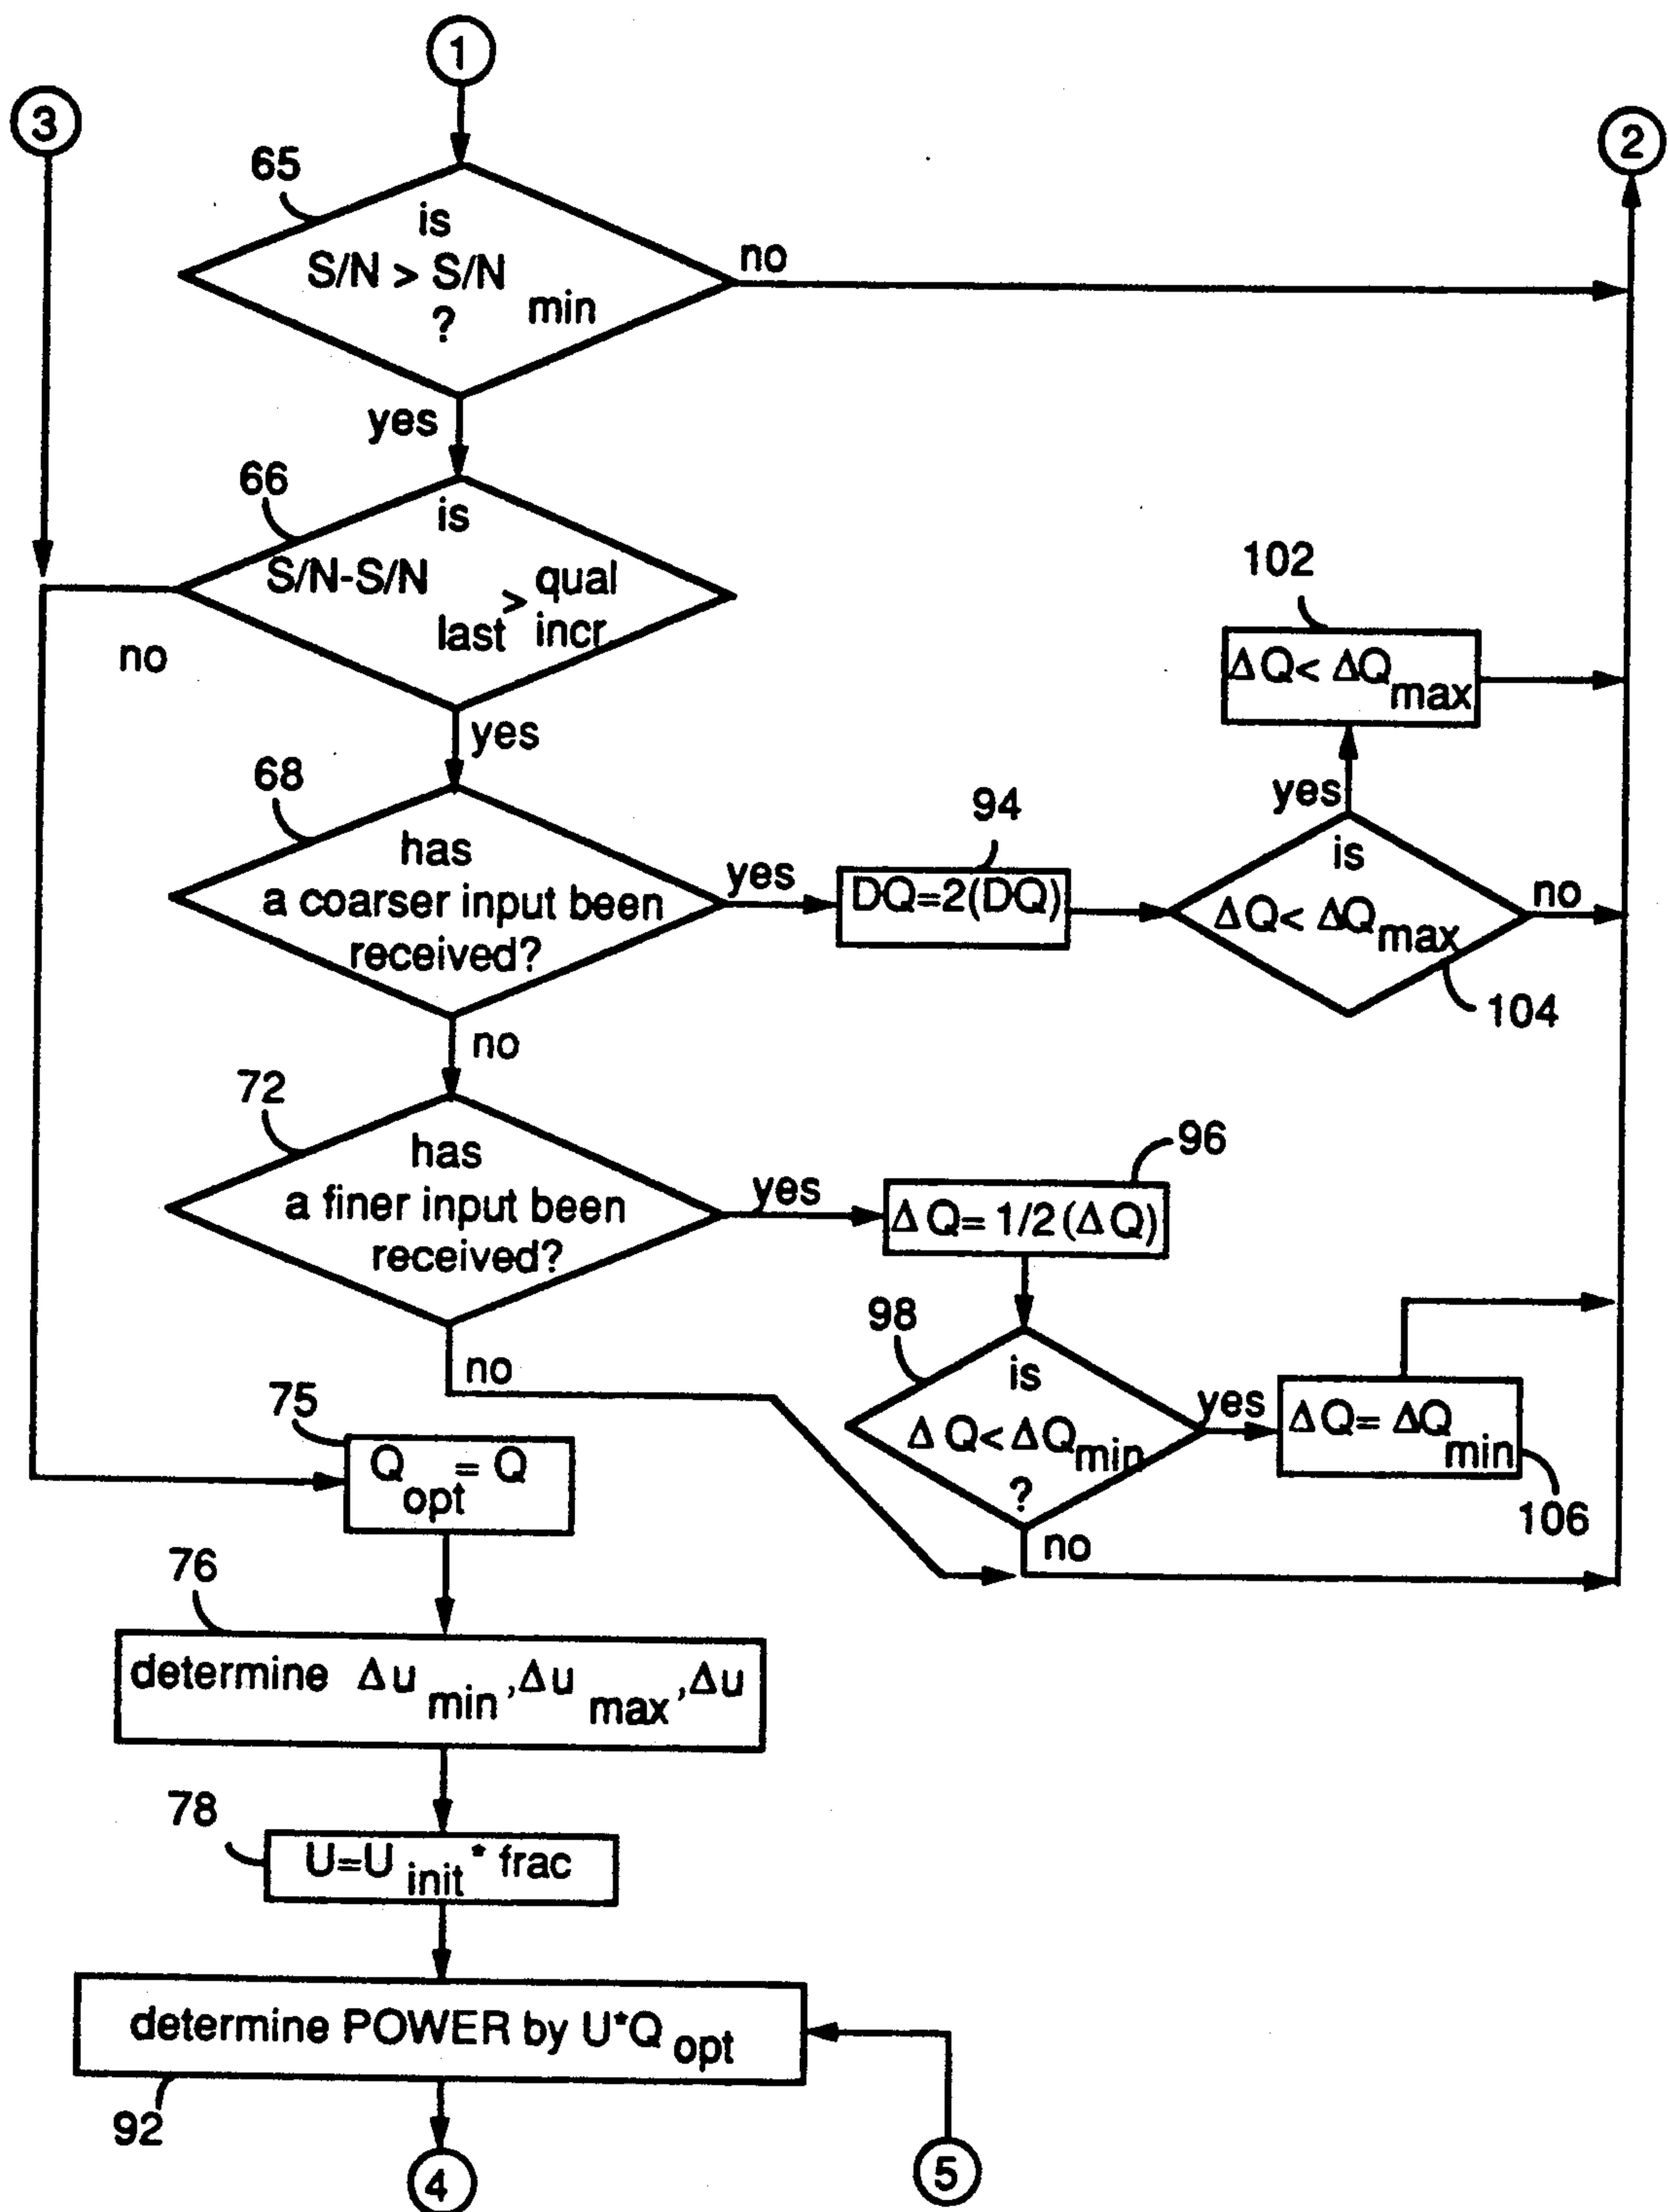 1
3
2
65
is
S/N > S/N
min
?
no
yes
66
is
S/N-S/N
last > qual
incr.
no
yes
102
ΔQ< ΔQ
max
yes
68
has
a coarser input been
received?
yes
94
DQ=2(DQ)
is
ΔQ< ΔQ
max
no
104
no
72
has
a finer input been
received?
yes
96
ΔQ= 1/2 (ΔQ)
98
is
ΔQ<ΔQ
min
?
yes
ΔQ= ΔQ
min
106
no
no
75
Q = Q
opt
76
determine Δu min, Δu max, Δu
78
U=U init * frac
determine POWER by U*Q opt
92
4
5